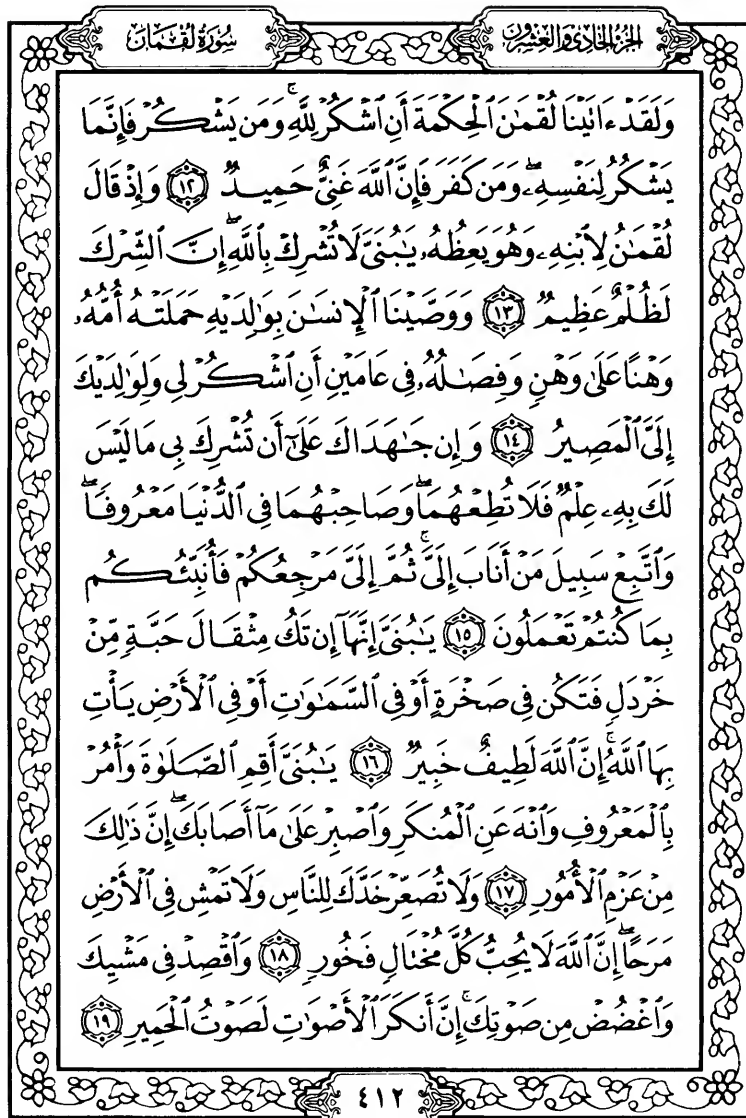 الجزء الحادي والعشرون
سورة لقمان
وَلَقَدْ ءَاتَيْنَا لُقْمَٰنَ ٱلْحِكْمَةَ أَنِ ٱشْكُرْ لِلَّهِ ۚ وَمَن يَشْكُرْ فَإِنَّمَا
يَشْكُرُ لِنَفْسِهِۦ ۖ وَمَن كَفَرَ فَإِنَّ ٱللَّهَ غَنِىٌّ حَمِيدٌ ١٢ وَإِذْ قَالَ
لُقْمَٰنُ لِٱبْنِهِۦ وَهُوَ يَعِظُهُۥ يَٰبُنَىَّ لَا تُشْرِكْ بِٱللَّهِ ۖ إِنَّ ٱلشِّرْكَ
لَظُلْمٌ عَظِيمٌ ١٣ وَوَصَّيْنَا ٱلْإِنسَٰنَ بِوَٰلِدَيْهِ حَمَلَتْهُ أُمُّهُۥ
وَهْنًا عَلَىٰ وَهْنٍ وَفِصَٰلُهُۥ فِى عَامَيْنِ أَنِ ٱشْكُرْ لِى وَلِوَٰلِدَيْكَ
إِلَىَّ ٱلْمَصِيرُ ١٤ وَإِن جَٰهَدَاكَ عَلَىٰٓ أَن تُشْرِكَ بِى مَا لَيْسَ
لَكَ بِهِۦ عِلْمٌ فَلَا تُطِعْهُمَا ۖ وَصَاحِبْهُمَا فِى ٱلدُّنْيَا مَعْرُوفًا ۖ
وَٱتَّبِعْ سَبِيلَ مَنْ أَنَابَ إِلَىَّ ۚ ثُمَّ إِلَىَّ مَرْجِعُكُمْ فَأُنَبِّئُكُم
بِمَا كُنتُمْ تَعْمَلُونَ ١٥ يَٰبُنَىَّ إِنَّهَآ إِن تَكُ مِثْقَالَ حَبَّةٍ مِّنْ
خَرْدَلٍ فَتَكُن فِى صَخْرَةٍ أَوْ فِى ٱلسَّمَٰوَٰتِ أَوْ فِى ٱلْأَرْضِ يَأْتِ
بِهَا ٱللَّهُ ۚ إِنَّ ٱللَّهَ لَطِيفٌ خَبِيرٌ ١٦ يَٰبُنَىَّ أَقِمِ ٱلصَّلَوٰةَ وَأْمُرْ
بِٱلْمَعْرُوفِ وَٱنْهَ عَنِ ٱلْمُنكَرِ وَٱصْبِرْ عَلَىٰ مَآ أَصَابَكَ ۖ إِنَّ ذَٰلِكَ
مِنْ عَزْمِ ٱلْأُمُورِ ١٧ وَلَا تُصَعِّرْ خَدَّكَ لِلنَّاسِ وَلَا تَمْشِ فِى ٱلْأَرْضِ
مَرَحًا ۖ إِنَّ ٱللَّهَ لَا يُحِبُّ كُلَّ مُخْتَالٍ فَخُورٍ ١٨ وَٱقْصِدْ فِى مَشْيِكَ
وَٱغْضُضْ مِن صَوْتِكَ ۚ إِنَّ أَنكَرَ ٱلْأَصْوَٰتِ لَصَوْتُ ٱلْحَمِيرِ ١٩
٤١٢